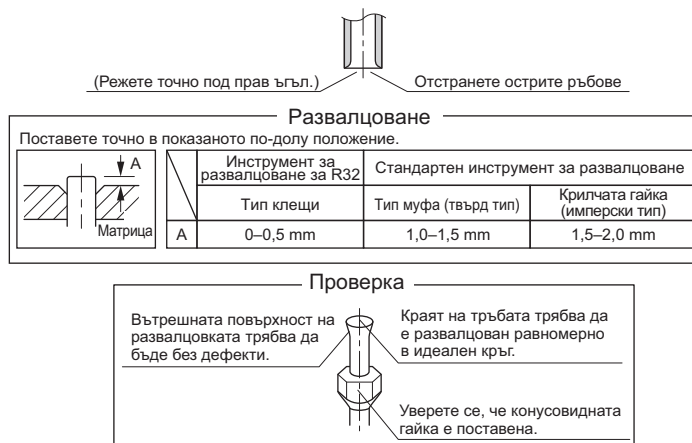 (Режете точно под прав ъгъл.)
Отстранете острите ръбове
Развалцоване
Поставете точно в показаното по-долу положение.
A
Матрица
Инструмент за
развалцоване за R32
Стандартен инструмент за развалцоване
Тип клещи
Тип муфа (твърд тип)
Крилчата гайка
(имперски тип)
A
0–0,5 mm
1,0–1,5 mm
1,5–2,0 mm
Проверка
Вътрешната повърхност на
развалцовката трябва да
бъде без дефекти.
Краят на тръбата трябва да
е развалцован равномерно
в идеален кръг.
Уверете се, че конусовидната
гайка е поставена.